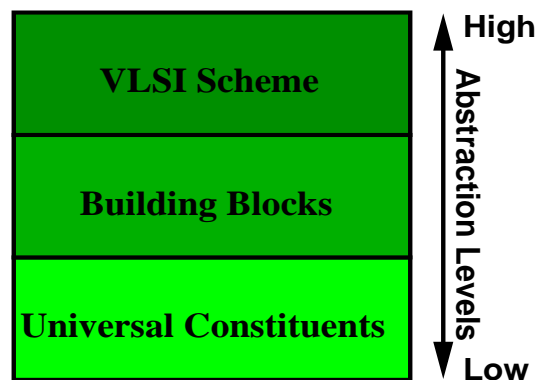 High
VLSI Scheme
Abstraction Levels
Building Blocks
Universal Constituents
Low